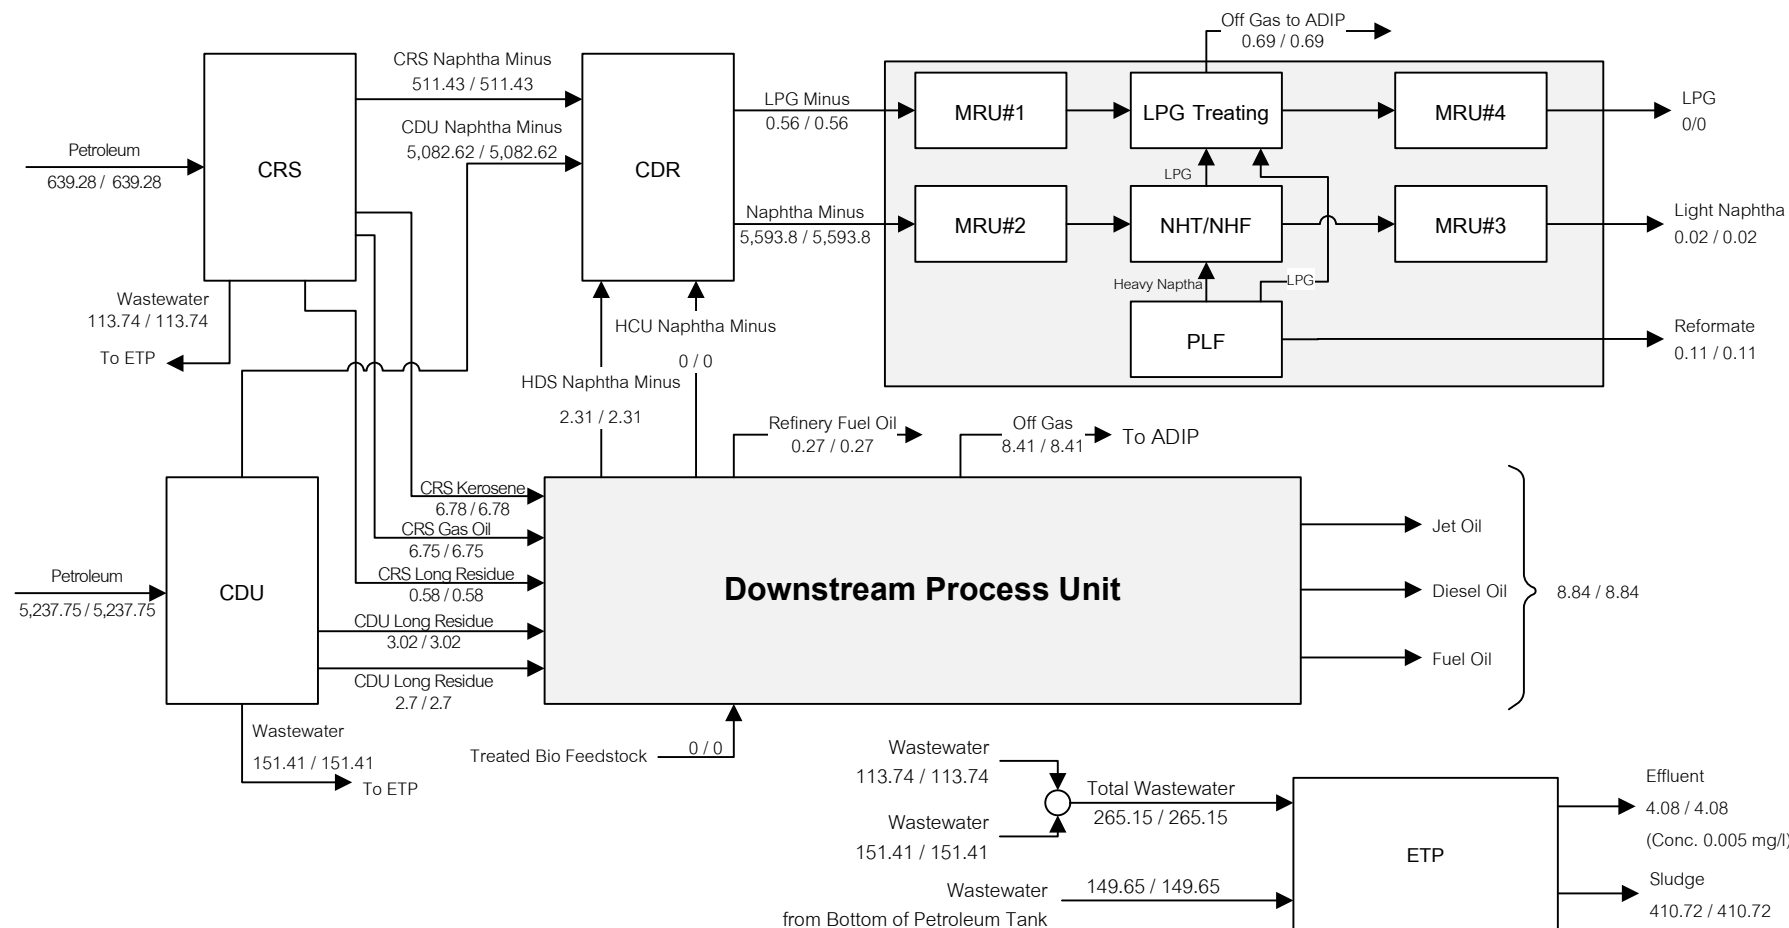 Off Gas to ADIP
0.69 / 0.69
CRS Naphtha Minus
511.43 / 511.43
CDU Naphtha Minus
5,082.62 / 5,082.62
Petroleum
639.28 / 639.28
CRS
CDR
LPG Minus
0.56 / 0.56
MRU#1
LPG Treating
MRU#4
LPG
0/0
LPG
Naphtha Minus
5,593.8 / 5,593.8
MRU#2
NHT/NHF
MRU#3
Light Naphtha
0.02 / 0.02
Heavy Naptha
LPG
PLF
Reformate
0.11 / 0.11
Wastewater
113.74 / 113.74
To ETP
HCU Naphtha Minus
0 / 0
HDS Naphtha Minus
2.31 / 2.31
Refinery Fuel Oil
0.27 / 0.27
Off Gas
8.41 / 8.41
To ADIP
CRS Kerosene
6.78 / 6.78
CRS Gas Oil
6.75 / 6.75
CRS Long Residue
0.58 / 0.58
CDU Long Residue
3.02 / 3.02
CDU Long Residue
2.7 / 2.7
Petroleum
5,237.75 / 5,237.75
CDU
Downstream Process Unit
Jet Oil
Diesel Oil
Fuel Oil
8.84 / 8.84
Wastewater
151.41 / 151.41
To ETP
Treated Bio Feedstock
0 / 0
Wastewater
113.74 / 113.74
Total Wastewater
265.15 / 265.15
Wastewater
151.41 / 151.41
Wastewater
from Bottom of Petroleum Tank
149.65 / 149.65
ETP
Effluent
4.08 / 4.08
(Conc. 0.005 mg/l)
Sludge
410.72 / 410.72